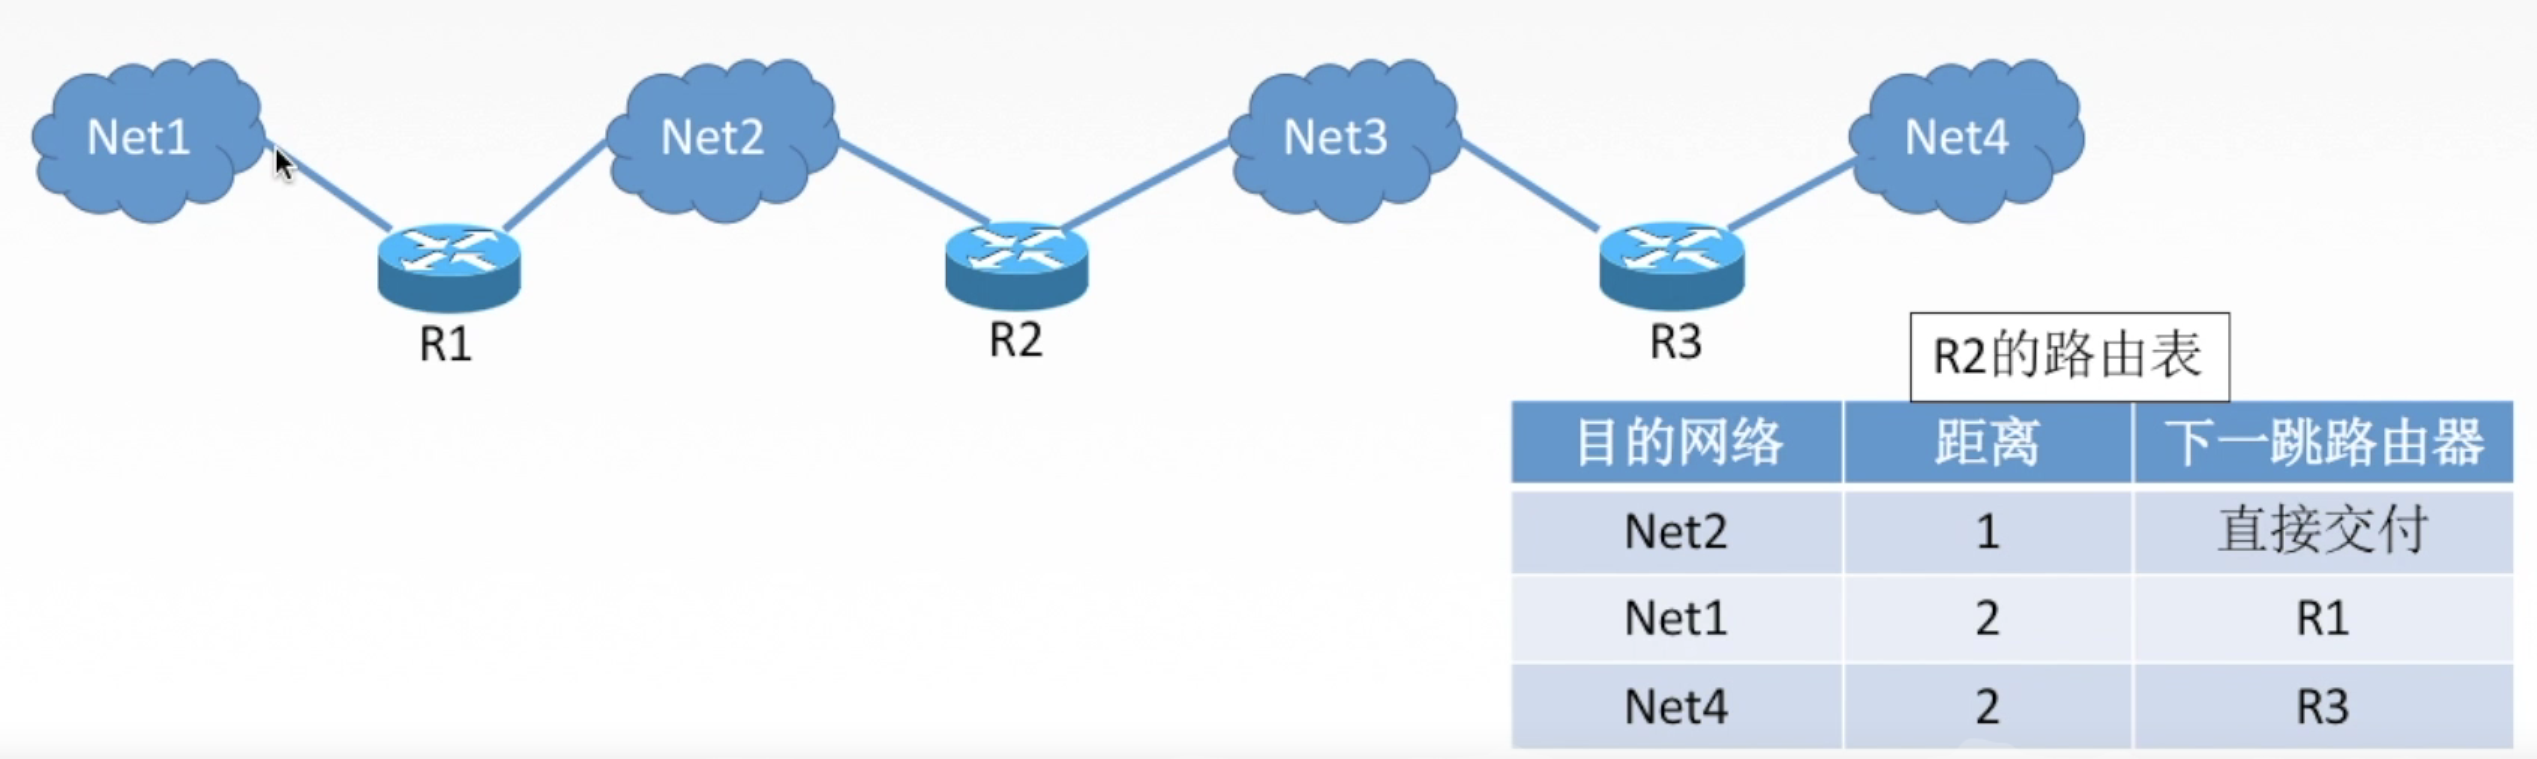 Net1
Net2
Net3
Net4
R1
R2
R3
R2的路由表
目的网络 距离 下一跳路由器
Net2 1 直接交付
Net1 2 R1
Net4 2 R3